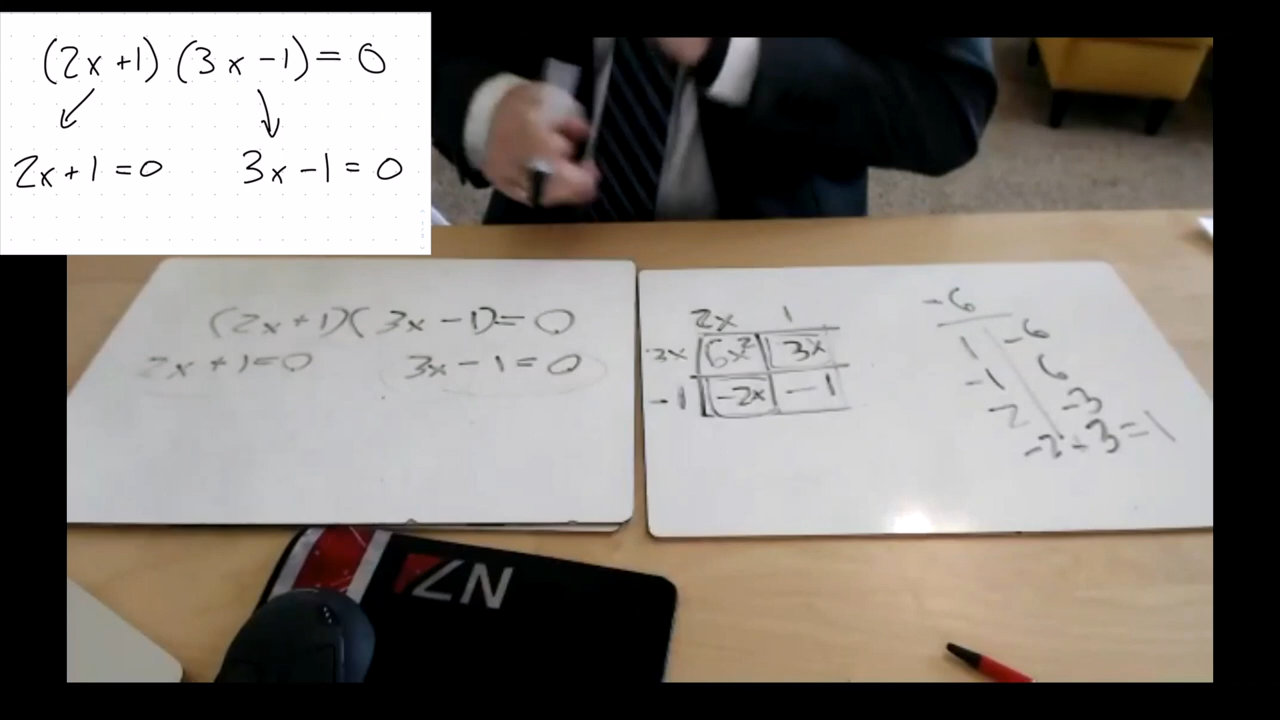 (2x+1)(3x-1)=0
2x+1=0 3x-1=0
(2x+1)(3x-1)=0
2x+1=0 3x-1=0
2x 1
3x 6x² 3x
-1 -2x -1
-6
1 -6
-1 6
2 -3
-2+3=1
N7